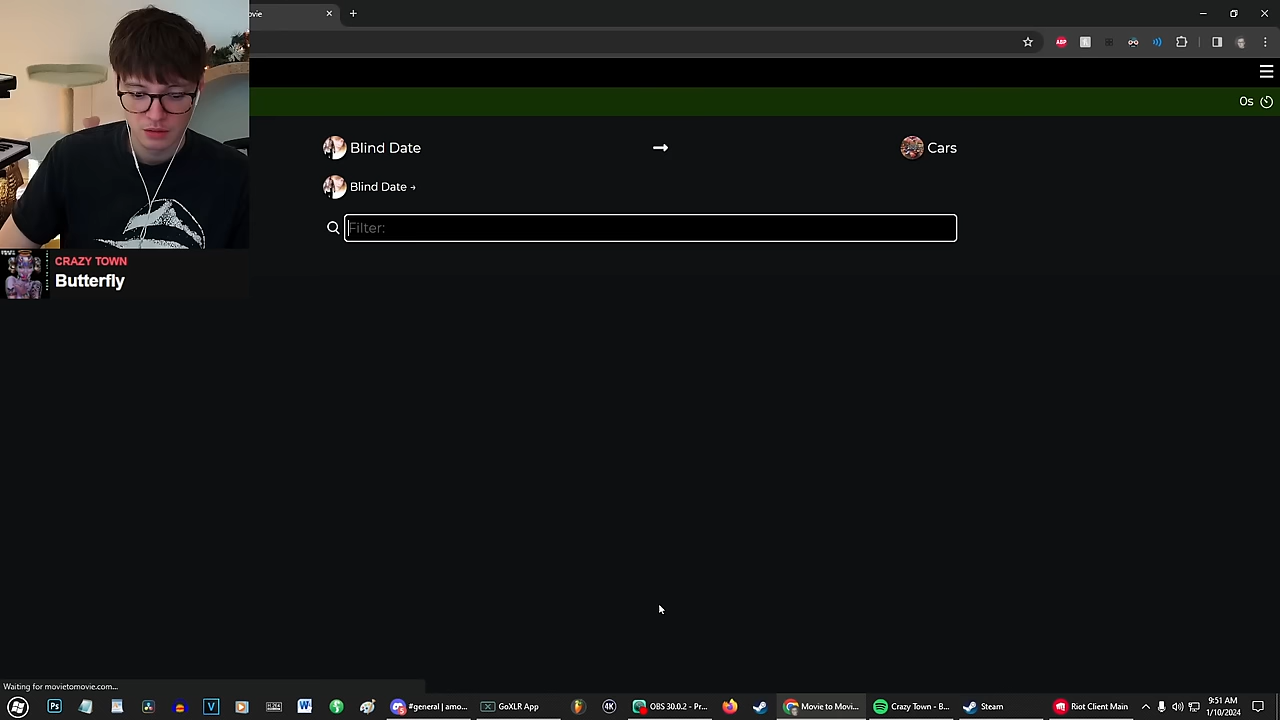 ovie
0s
Blind Date
Cars
Blind Date →
Filter:
CRAZY TOWN
Butterfly
Waiting for movietomovie.com...
#general | amo...
GoXLR App
OBS 30.0.2 - Pr...
Movie to Movi...
Crazy Town - B...
Steam
Riot Client Main
9:51 AM
1/10/2024